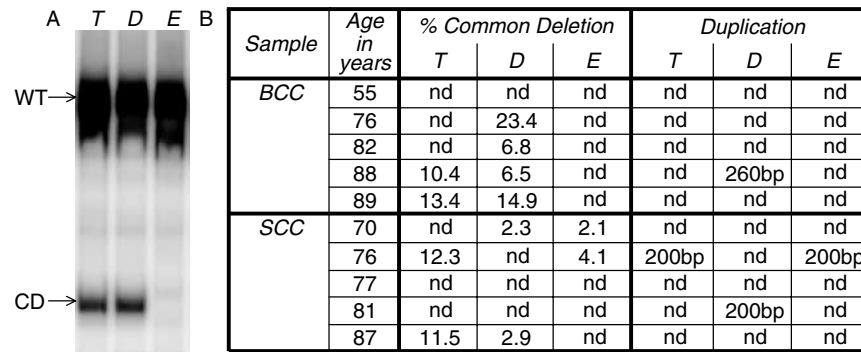 A T D E
WT
CD
B
Sample Age in years % Common Deletion Duplication
T D E T D E
BCC 55 nd nd nd nd nd nd
76 nd 23.4 nd nd nd nd
82 nd 6.8 nd nd nd nd
88 10.4 6.5 nd nd 260bp nd
89 13.4 14.9 nd nd nd nd
SCC 70 nd 2.3 2.1 nd nd nd
76 12.3 nd 4.1 200bp nd 200bp
77 nd nd nd nd nd nd
81 nd nd nd nd 200bp nd
87 11.5 2.9 nd nd nd nd